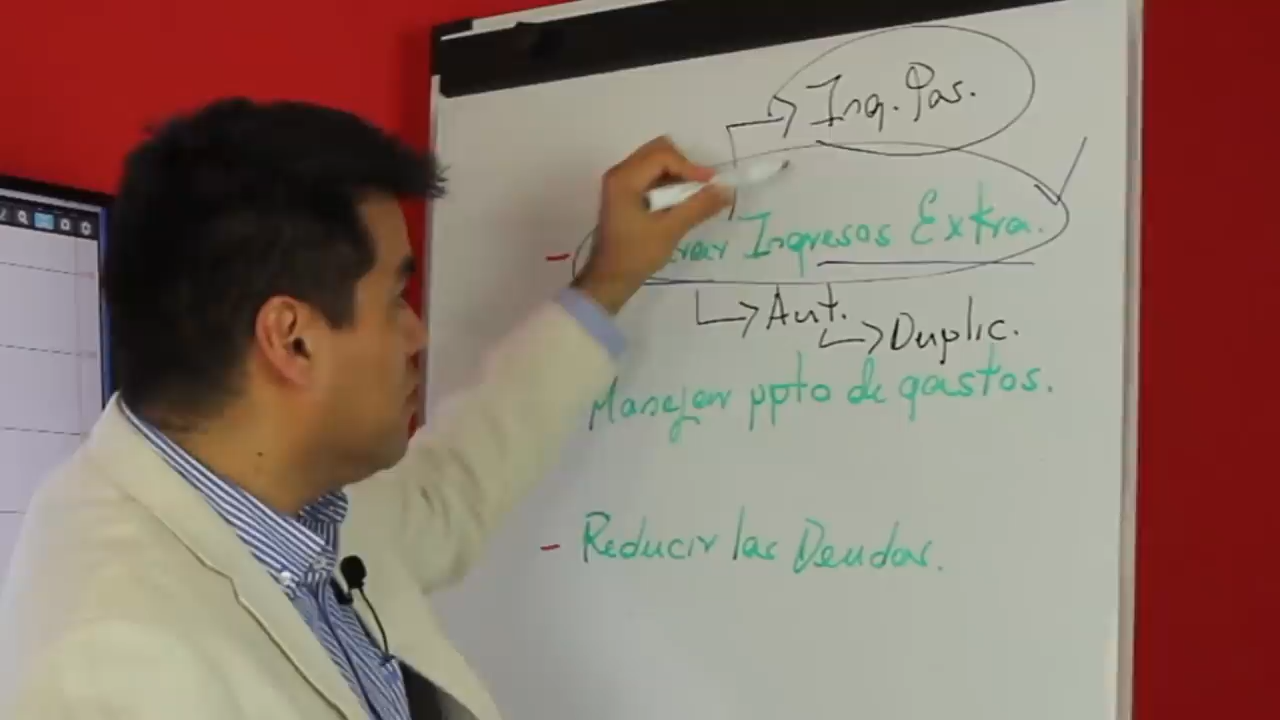 Ing. Pas.
- Ingresos Extra.
Aut.
Duplic.
Manejar ppto de gastos.
- Reducir las Deudas.